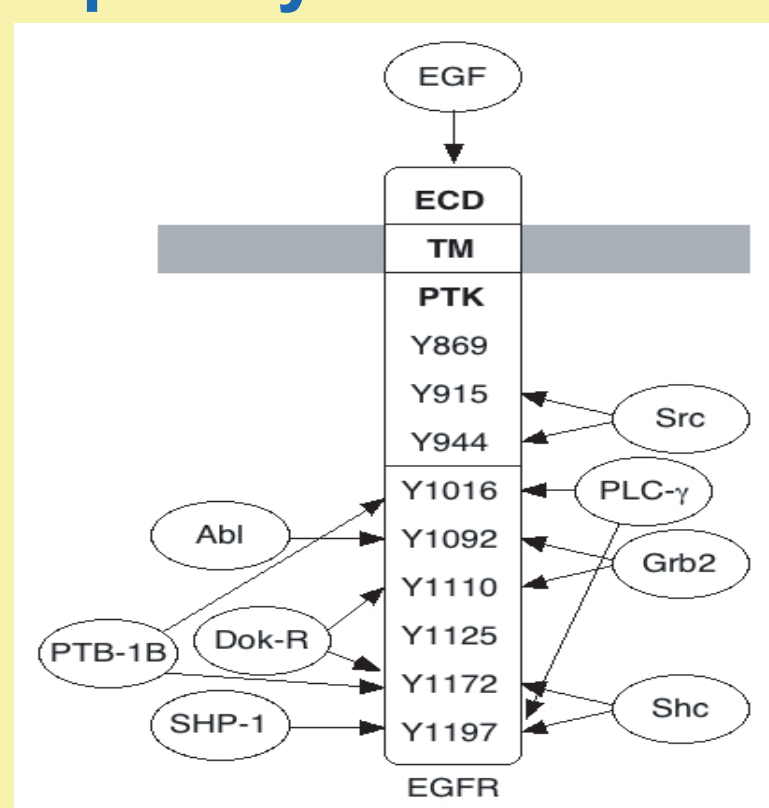 EGF
ECD
TM
PTK
Y869
Y915
Src
Y944
Y1016
PLC-γ
Abl
Y1092
Grb2
Y1110
Dok-R
PTB-1B
Y1125
Y1172
Shc
SHP-1
Y1197
EGFR